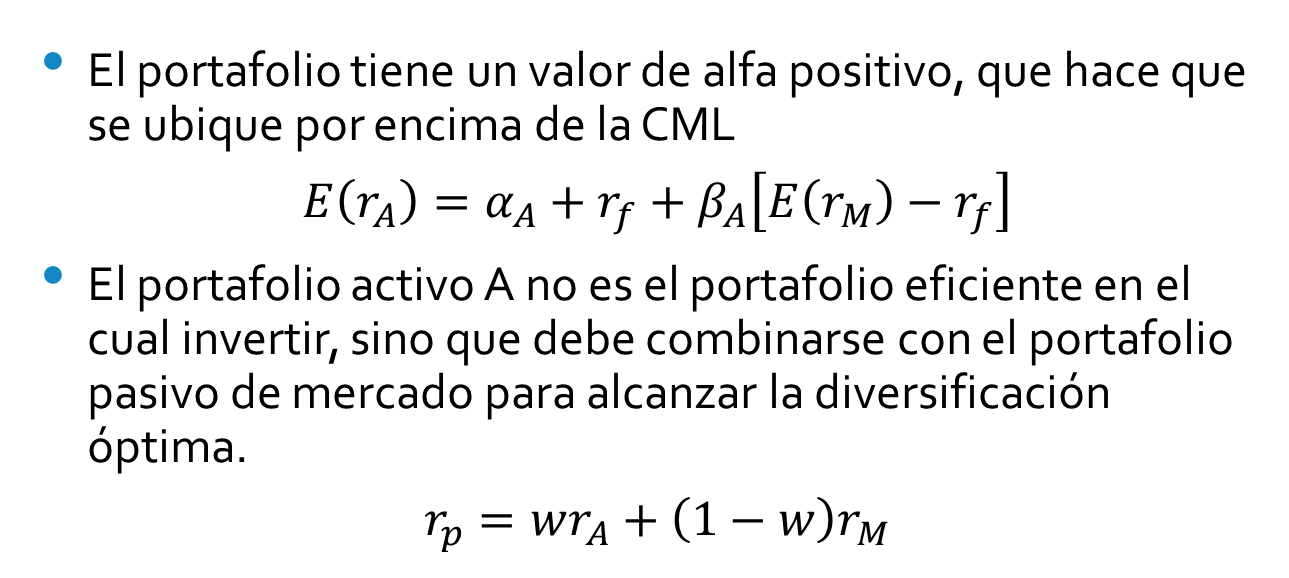 • El portafolio tiene un valor de alfa positivo, que hace que
se ubique por encima de la CML
E(r_A) = α_A + r_f + β_A[E(r_M) − r_f]
• El portafolio activo A no es el portafolio eficiente en el
cual invertir, sino que debe combinarse con el portafolio
pasivo de mercado para alcanzar la diversificación
óptima.
r_p = wr_A + (1 − w)r_M